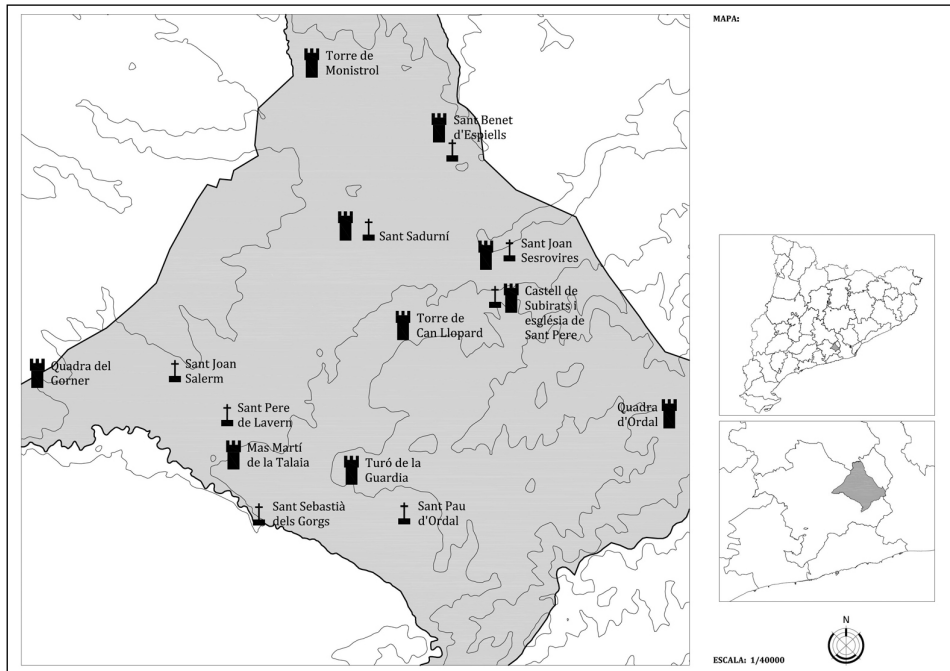 MAPA:
Torre de
Monistrol
Sant Benet
d'Espiells
Sant Sadurní
Sant Joan
Sesrovires
Castell de
Subirats i
església de
Sant Pere
Torre de
Can Llopard
Quadra del
Gorner
Sant Joan
Salerm
Sant Pere
de Lavern
Quadra
d'Ordal
Mas Martí
de la Talaia
Turó de la
Guardia
Sant Sebastià
dels Gorgs
Sant Pau
d'Ordal
N
ESCALA: 1/40000